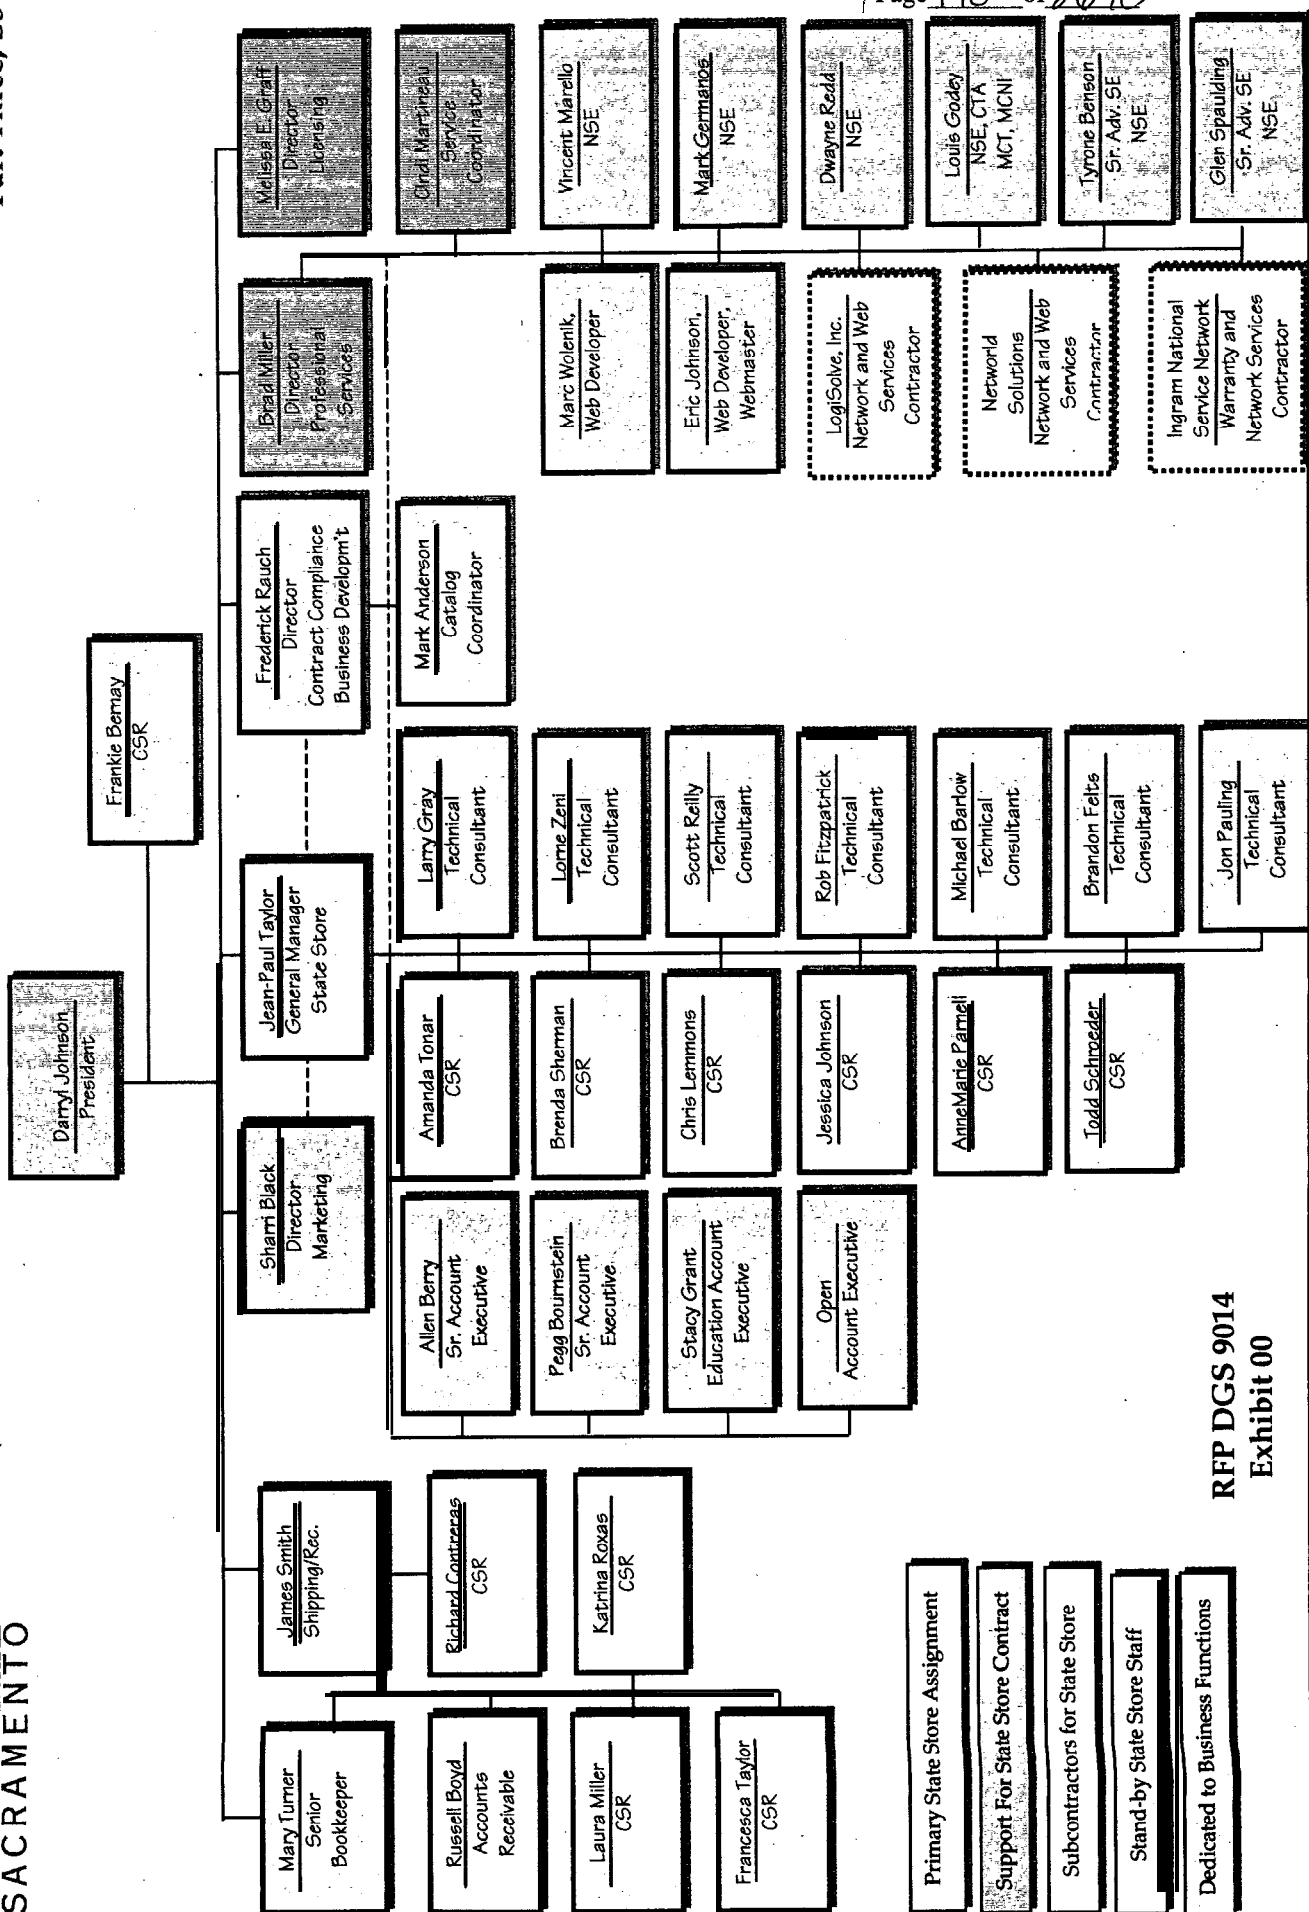 SACRAMENTO
Page
Darryl Johnson
President
Frankie Bernay
CSR
Mary Turner
Senior
Bookkeeper
James Smith
Shipping/Rec.
Sharri Black
Director
Marketing
Jean-Paul Taylor
General Manager
State Store
Frederick Rauch
Director
Contract Compliance
Business Developm't
Brad Miller
Director
Professional
Services
Melissa E. Graff
Director
Licensing
Russell Boyd
Accounts
Receivable
Richard Contreras
CSR
Laura Miller
CSR
Katrina Roxas
CSR
Francesca Taylor
CSR
Allen Berry
Sr. Account
Executive
Pegg Bournstein
Sr. Account
Executive
Stacy Grant
Education Account
Executive
Open
Account Executive
Amanda Tonar
CSR
Brenda Sherman
CSR
Chris Lemmons
CSR
Jessica Johnson
CSR
AnneMarie Parnell
CSR
Todd Schroeder
CSR
Larry Gray
Technical
Consultant
Lorne Zeni
Technical
Consultant
Scott Reilly
Technical
Consultant
Rob Fitzpatrick
Technical
Consultant
Michael Barlow
Technical
Consultant
Brandon Felts
Technical
Consultant
Jon Pauling
Technical
Consultant
Mark Anderson
Catalog
Coordinator
Marc Wolenik,
Web Developer
Eric Johnson,
Web Developer,
Webmaster
LogiSolve, Inc.
Network and Web
Services
Contractor
Networld
Solutions
Network and Web
Services
Contractor
Ingram National
Service Network
Warranty and
Network Services
Contractor
Cindi Martineau
Service
Coordinator
Vincent Marello
NSE
Mark Germanos
NSE
Dwayne Redd
NSE
Louis Godey
NSE, CTA
MCT, MCNI
Tyrone Benson
Sr. Adv. SE
NSE
Glen Spaulding
Sr. Adv. SE
NSE
Primary State Store Assignment
Support For State Store Contract
Subcontractors for State Store
Stand-by State Store Staff
Dedicated to Business Functions
RFP DGS 9014
Exhibit 00